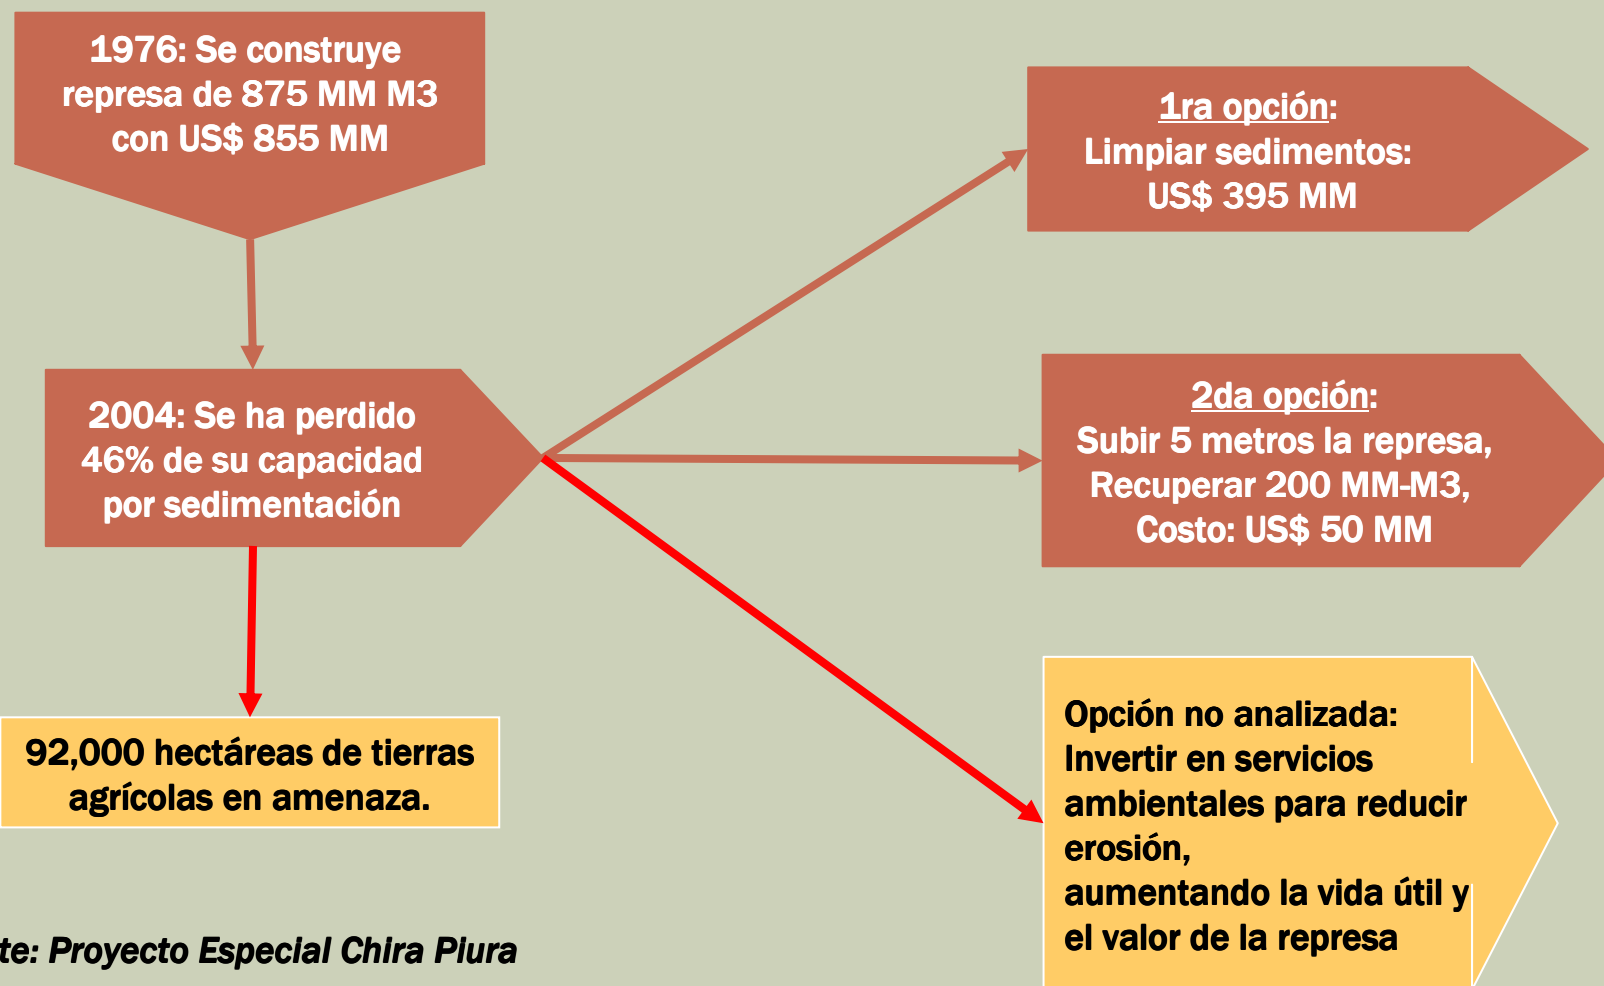 1976: Se construye
represa de 875 MM M3
con US$ 855 MM
2004: Se ha perdido
46% de su capacidad
por sedimentación
92,000 hectáreas de tierras
agrícolas en amenaza.
1ra opción:
Limpiar sedimentos:
US$ 395 MM
2da opción:
Subir 5 metros la represa,
Recuperar 200 MM-M3,
Costo: US$ 50 MM
Opción no analizada:
Invertir en servicios
ambientales para reducir
erosión,
aumentando la vida útil y
el valor de la represa
te: Proyecto Especial Chira Piura